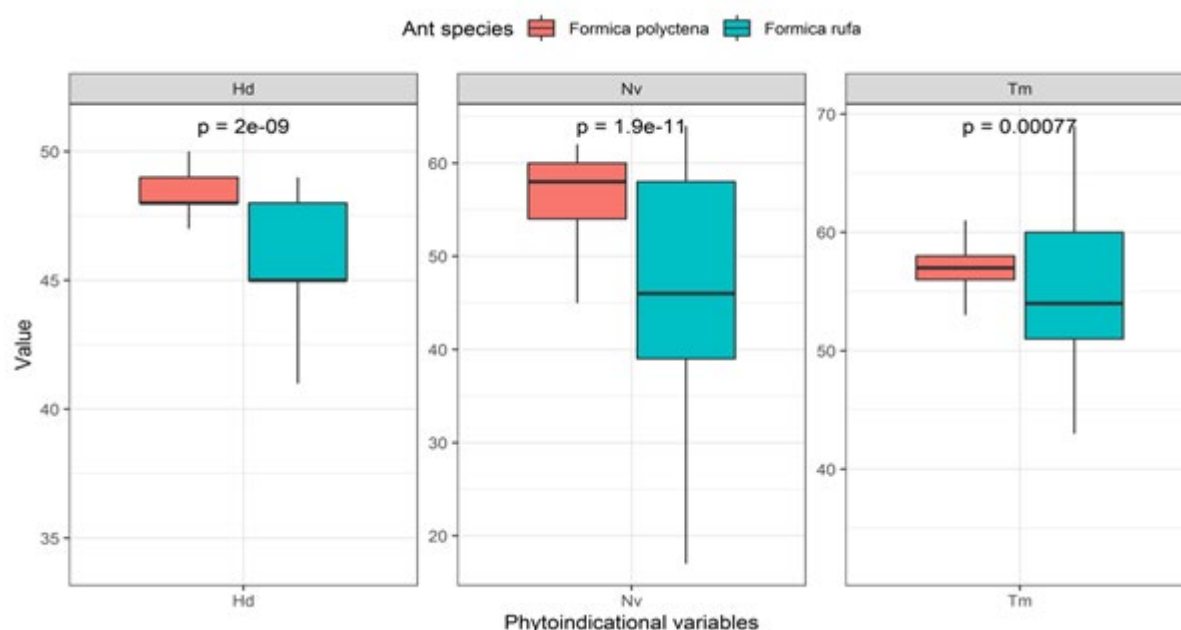 Ant species Formica polyctena Formica rufa
Hd Nv Tm
p = 2e-09 p = 1.9e-11 p = 0.00077
Value
50
45
40
35
60
50
40
30
20
70
60
50
40
Hd Nv Tm
Phytoindicational variables